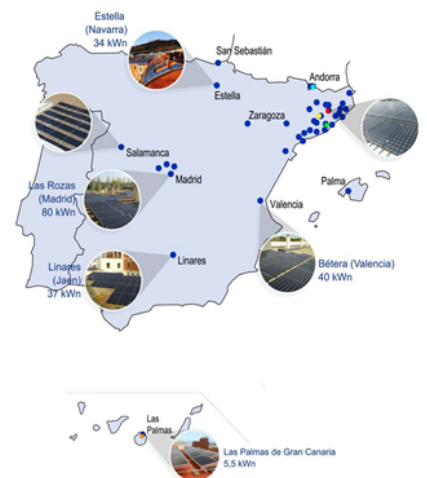 Estella
(Navarra)
34 kWn
San Sebastián
Andorra
Estella
Zaragoza
Salamanca
Las Rozas
(Madrid)
80 kWn
Madrid
Palma
Valencia
Linares
(Jaén)
37 kWn
Linares
Bétera (Valencia)
40 kWn
Las
Palmas
Las Palmas de Gran Canaria
5,5 kWn